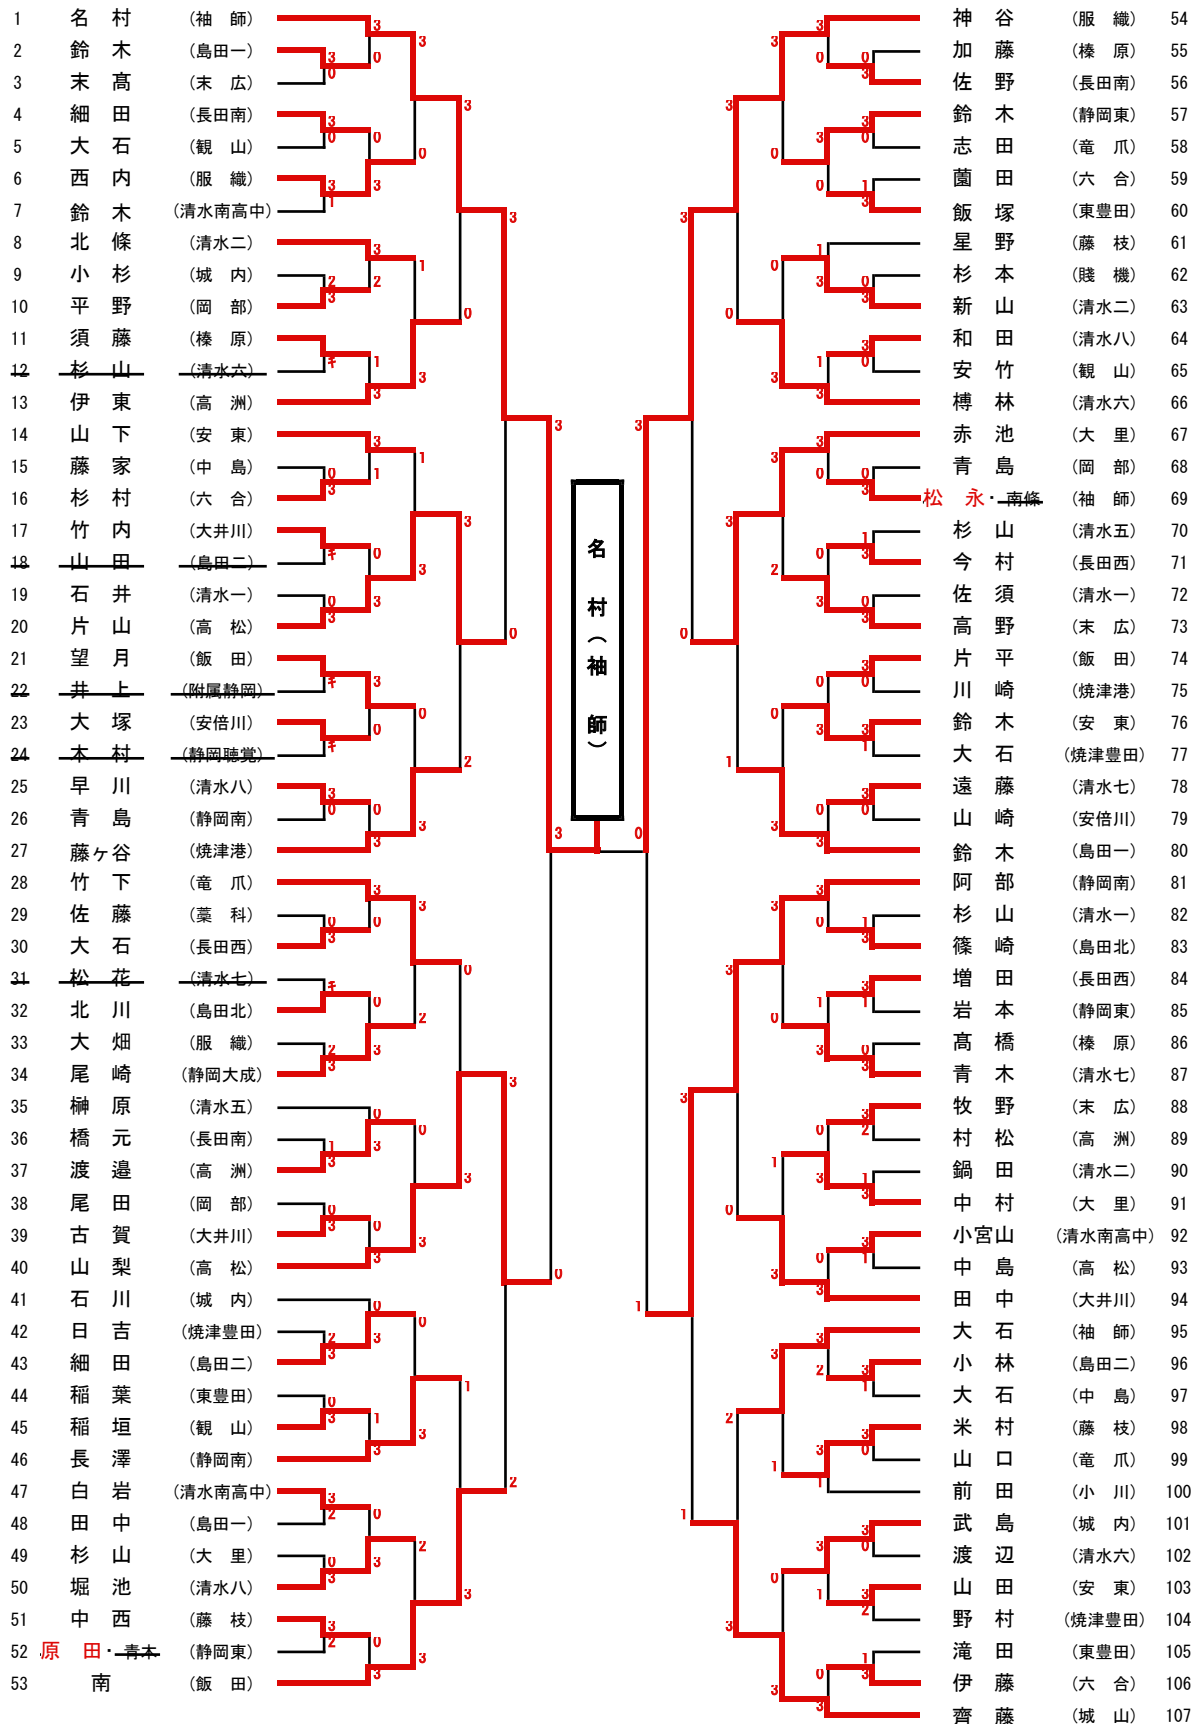 1 名 村 (袖 師)
2 鈴 木 (島田一)
3 末 髙 (末 広)
4 細 田 (長田南)
5 大 石 (観 山)
6 西 内 (服 織)
7 鈴 木 (清水南高中)
8 北 條 (清水二)
9 小 杉 (城 内)
10 平 野 (岡 部)
11 須 藤 (榛 原)
12 杉 山 (清水六)
13 伊 東 (高 洲)
14 山 下 (安 東)
15 藤 家 (中 島)
16 杉 村 (六 合)
17 竹 内 (大井川)
18 山 田 (島田二)
19 石 井 (清水一)
20 片 山 (高 松)
21 望 月 (飯 田)
22 井 上 (附属静岡)
23 大 塚 (安倍川)
24 木 村 (静岡聴覚)
25 早 川 (清水八)
26 青 島 (静岡南)
27 藤ヶ谷 (焼津港)
28 竹 下 (竜 爪)
29 佐 藤 (藁 科)
30 大 石 (長田西)
31 松 花 (清水七)
32 北 川 (島田北)
33 大 畑 (服 織)
34 尾 崎 (静岡大成)
35 榊 原 (清水五)
36 橋 元 (長田南)
37 渡 邉 (高 洲)
38 尾 田 (岡 部)
39 古 賀 (大井川)
40 山 梨 (高 松)
41 石 川 (城 内)
42 日 吉 (焼津豊田)
43 細 田 (島田二)
44 稲 葉 (東豊田)
45 稲 垣 (観 山)
46 長 澤 (静岡南)
47 白 岩 (清水南高中)
48 田 中 (島田一)
49 杉 山 (大 里)
50 堀 池 (清水八)
51 中 西 (藤 枝)
52 原 田・青木 (静岡東)
53 南 (飯 田)
名 村 (袖 師)
神 谷 (服 織) 54
加 藤 (榛 原) 55
佐 野 (長田南) 56
鈴 木 (静岡東) 57
志 田 (竜 爪) 58
薗 田 (六 合) 59
飯 塚 (東豊田) 60
星 野 (藤 枝) 61
杉 本 (賤 機) 62
新 山 (清水二) 63
和 田 (清水八) 64
安 竹 (観 山) 65
榑 林 (清水六) 66
赤 池 (大 里) 67
青 島 (岡 部) 68
松 永・南條 (袖 師) 69
杉 山 (清水五) 70
今 村 (長田西) 71
佐 須 (清水一) 72
高 野 (末 広) 73
片 平 (飯 田) 74
川 崎 (焼津港) 75
鈴 木 (安 東) 76
大 石 (焼津豊田) 77
遠 藤 (清水七) 78
山 崎 (安倍川) 79
鈴 木 (島田一) 80
阿 部 (静岡南) 81
杉 山 (清水一) 82
篠 崎 (島田北) 83
増 田 (長田西) 84
岩 本 (静岡東) 85
髙 橋 (榛 原) 86
青 木 (清水七) 87
牧 野 (末 広) 88
村 松 (高 洲) 89
鍋 田 (清水二) 90
中 村 (大 里) 91
小宮山 (清水南高中) 92
中 島 (高 松) 93
田 中 (大井川) 94
大 石 (袖 師) 95
小 林 (島田二) 96
大 石 (中 島) 97
米 村 (藤 枝) 98
山 口 (竜 爪) 99
前 田 (小 川) 100
武 島 (城 内) 101
渡 辺 (清水六) 102
山 田 (安 東) 103
野 村 (焼津豊田) 104
滝 田 (東豊田) 105
伊 藤 (六 合) 106
齊 藤 (城 山) 107